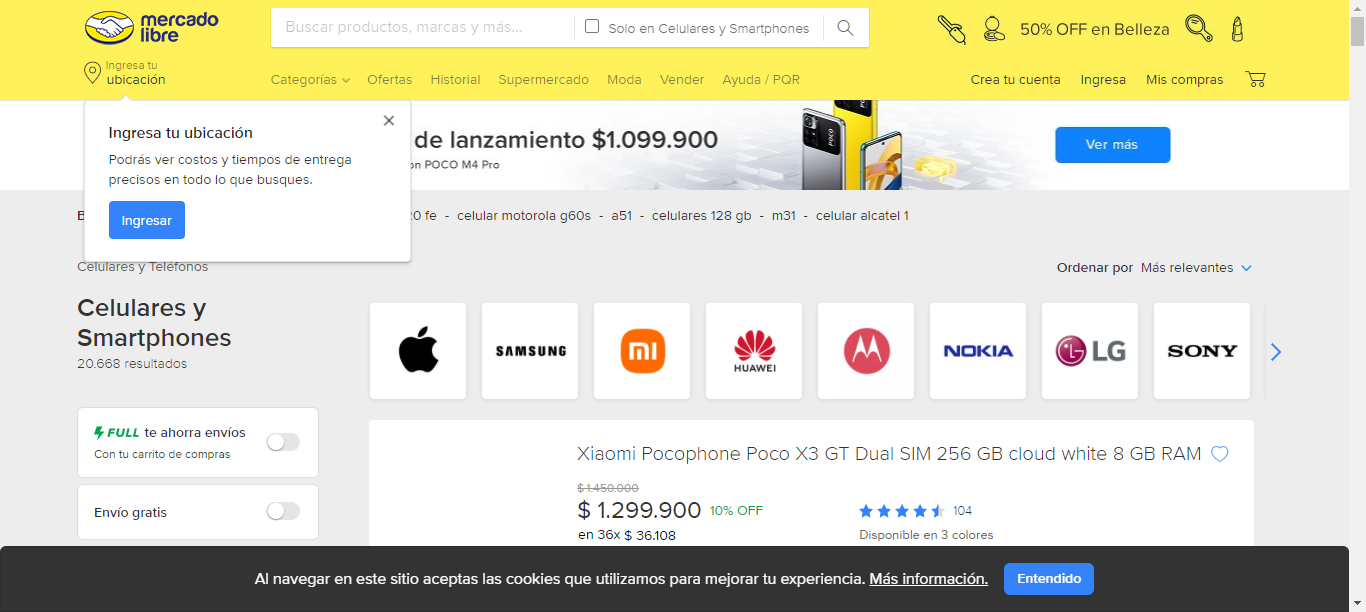 mercado
libre
Buscar productos, marcas y más...
Solo en Celulares y Smartphones
50% OFF en Belleza
Ingresa tu
ubicación
Categorías
Ofertas
Historial
Supermercado
Moda
Vender
Ayuda / PQR
Crea tu cuenta
Ingresa
Mis compras
Ingresa tu ubicación
Podrás ver costos y tiempos de entrega
precisos en todo lo que busques.
Ingresar
de lanzamiento $1.099.900
POCO M4 Pro
POCO
Ver más
fe - celular motorola g60s - a51 - celulares 128 gb - m31 - celular alcatel 1
Celulares y Teléfonos
Ordenar por Más relevantes
Celulares y
Smartphones
20.668 resultados
SAMSUNG
mi
HUAWEI
NOKIA
LG
SONY
FULL te ahorra envíos
Con tu carrito de compras
Envío gratis
Xiaomi Pocophone Poco X3 GT Dual SIM 256 GB cloud white 8 GB RAM
$ 1.450.000
$ 1.299.900 10% OFF
en 36x $ 36.108
104
Disponible en 3 colores
Al navegar en este sitio aceptas las cookies que utilizamos para mejorar tu experiencia. Más información.
Entendido